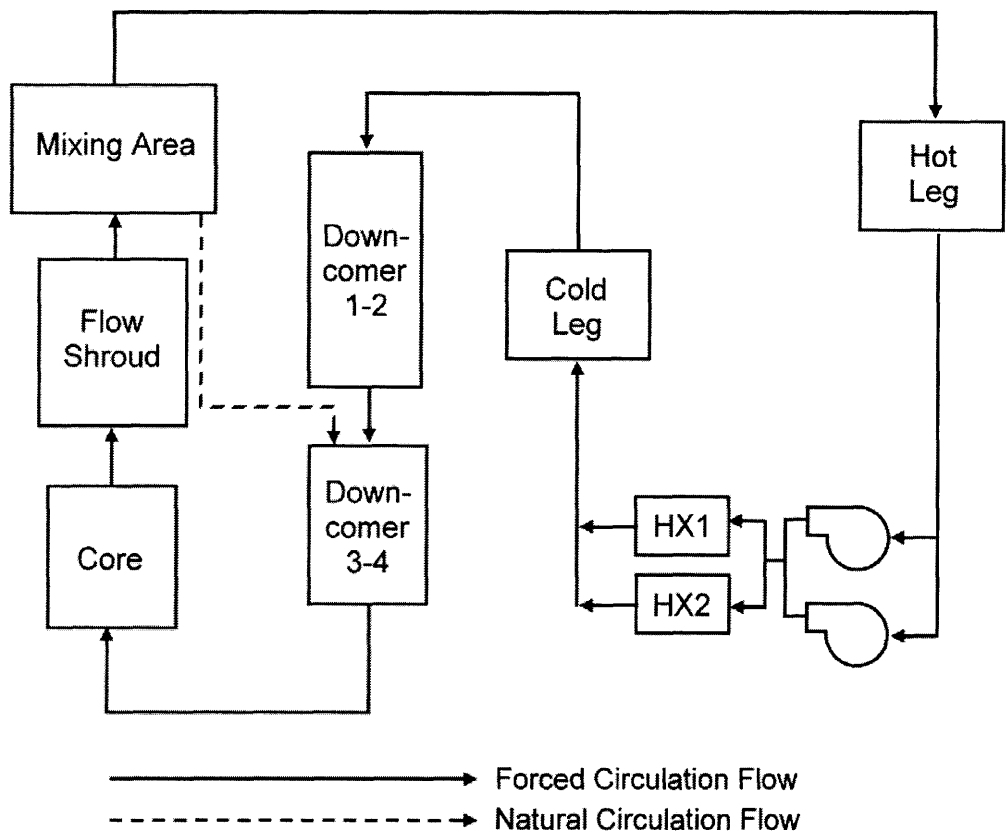 Mixing Area
Hot
Leg
Down-
comer
1-2
Cold
Leg
Flow
Shroud
Down-
comer
3-4
Core
HX1
HX2
Forced Circulation Flow
Natural Circulation Flow